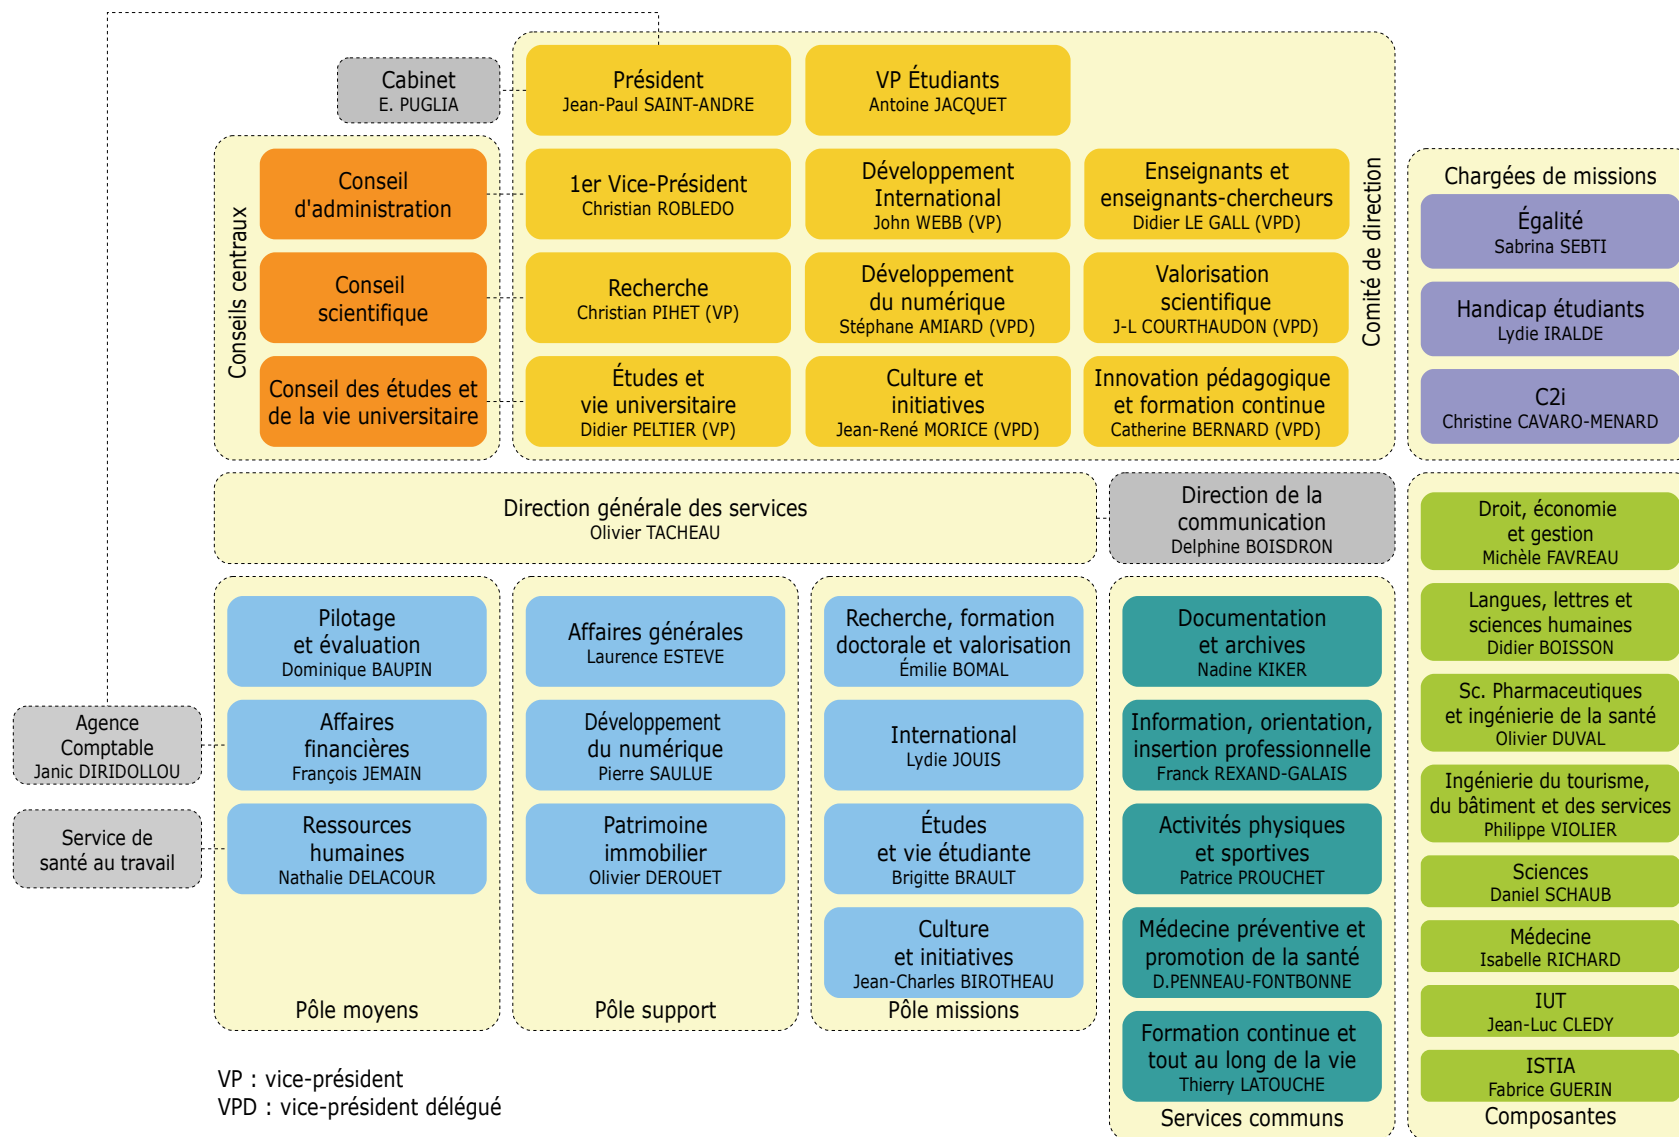 Cabinet
E. PUGLIA
Président
Jean-Paul SAINT-ANDRE
VP Étudiants
Antoine JACQUET
Conseils centraux
Conseil
d'administration
Conseil
scientifique
Conseil des études et
de la vie universitaire
1er Vice-Président
Christian ROBLEDO
Développement
International
John WEBB (VP)
Enseignants et
enseignants-chercheurs
Didier LE GALL (VPD)
Recherche
Christian PIHET (VP)
Développement
du numérique
Stéphane AMIARD (VPD)
Valorisation
scientifique
J-L COURTHAUDON (VPD)
Études et
vie universitaire
Didier PELTIER (VP)
Culture et
initiatives
Jean-René MORICE (VPD)
Innovation pédagogique
et formation continue
Catherine BERNARD (VPD)
Comité de direction
Chargées de missions
Égalité
Sabrina SEBTI
Handicap étudiants
Lydie IRALDE
C2i
Christine CAVARO-MENARD
Direction générale des services
Olivier TACHEAU
Direction de la
communication
Delphine BOISDRON
Agence
Comptable
Janic DIRIDOLLOU
Service de
santé au travail
Pilotage
et évaluation
Dominique BAUPIN
Affaires
financières
François JEMAIN
Ressources
humaines
Nathalie DELACOUR
Pôle moyens
Affaires générales
Laurence ESTEVE
Développement
du numérique
Pierre SAULUE
Patrimoine
immobilier
Olivier DEROUET
Pôle support
Recherche, formation
doctorale et valorisation
Émilie BOMAL
International
Lydie JOUIS
Études
et vie étudiante
Brigitte BRAULT
Culture
et initiatives
Jean-Charles BIROTHEAU
Pôle missions
Documentation
et archives
Nadine KIKER
Information, orientation,
insertion professionnelle
Franck REXAND-GALAIS
Activités physiques
et sportives
Patrice PROUCHET
Médecine préventive et
promotion de la santé
D.PENNEAU-FONTBONNE
Formation continue et
tout au long de la vie
Thierry LATOUCHE
Services communs
Droit, économie
et gestion
Michèle FAVREAU
Langues, lettres et
sciences humaines
Didier BOISSON
Sc. Pharmaceutiques
et ingénierie de la santé
Olivier DUVAL
Ingénierie du tourisme,
du bâtiment et des services
Philippe VIOLIER
Sciences
Daniel SCHAUB
Médecine
Isabelle RICHARD
IUT
Jean-Luc CLEDY
ISTIA
Fabrice GUERIN
Composantes
VP : vice-président
VPD : vice-président délégué